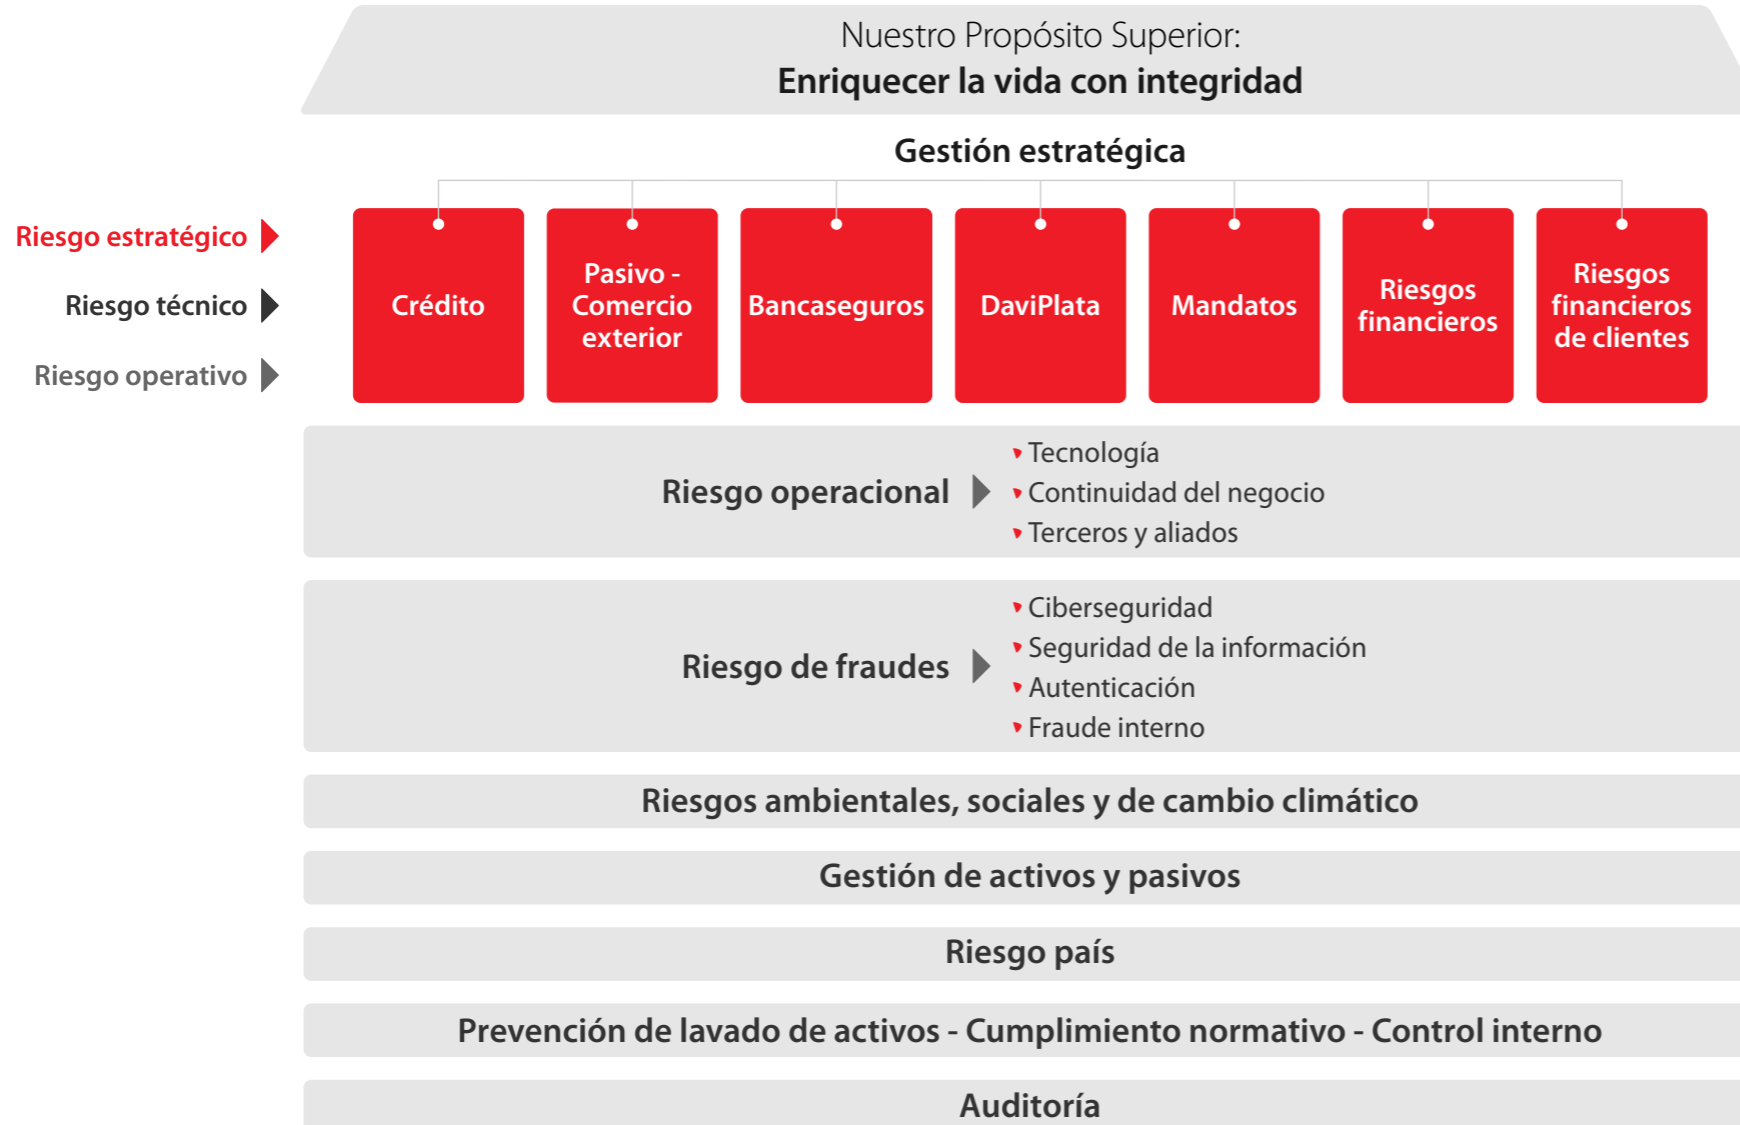 Nuestro Propósito Superior:
Enriquecer la vida con integridad
Gestión estratégica
Riesgo estratégico
Riesgo técnico
Riesgo operativo
Crédito
Pasivo -
Comercio
exterior
Bancaseguros
DaviPlata
Mandatos
Riesgos
financieros
Riesgos
financieros
de clientes
Riesgo operacional
Tecnología
Continuidad del negocio
Terceros y aliados
Riesgo de fraudes
Ciberseguridad
Seguridad de la información
Autenticación
Fraude interno
Riesgos ambientales, sociales y de cambio climático
Gestión de activos y pasivos
Riesgo país
Prevención de lavado de activos - Cumplimiento normativo - Control interno
Auditoría